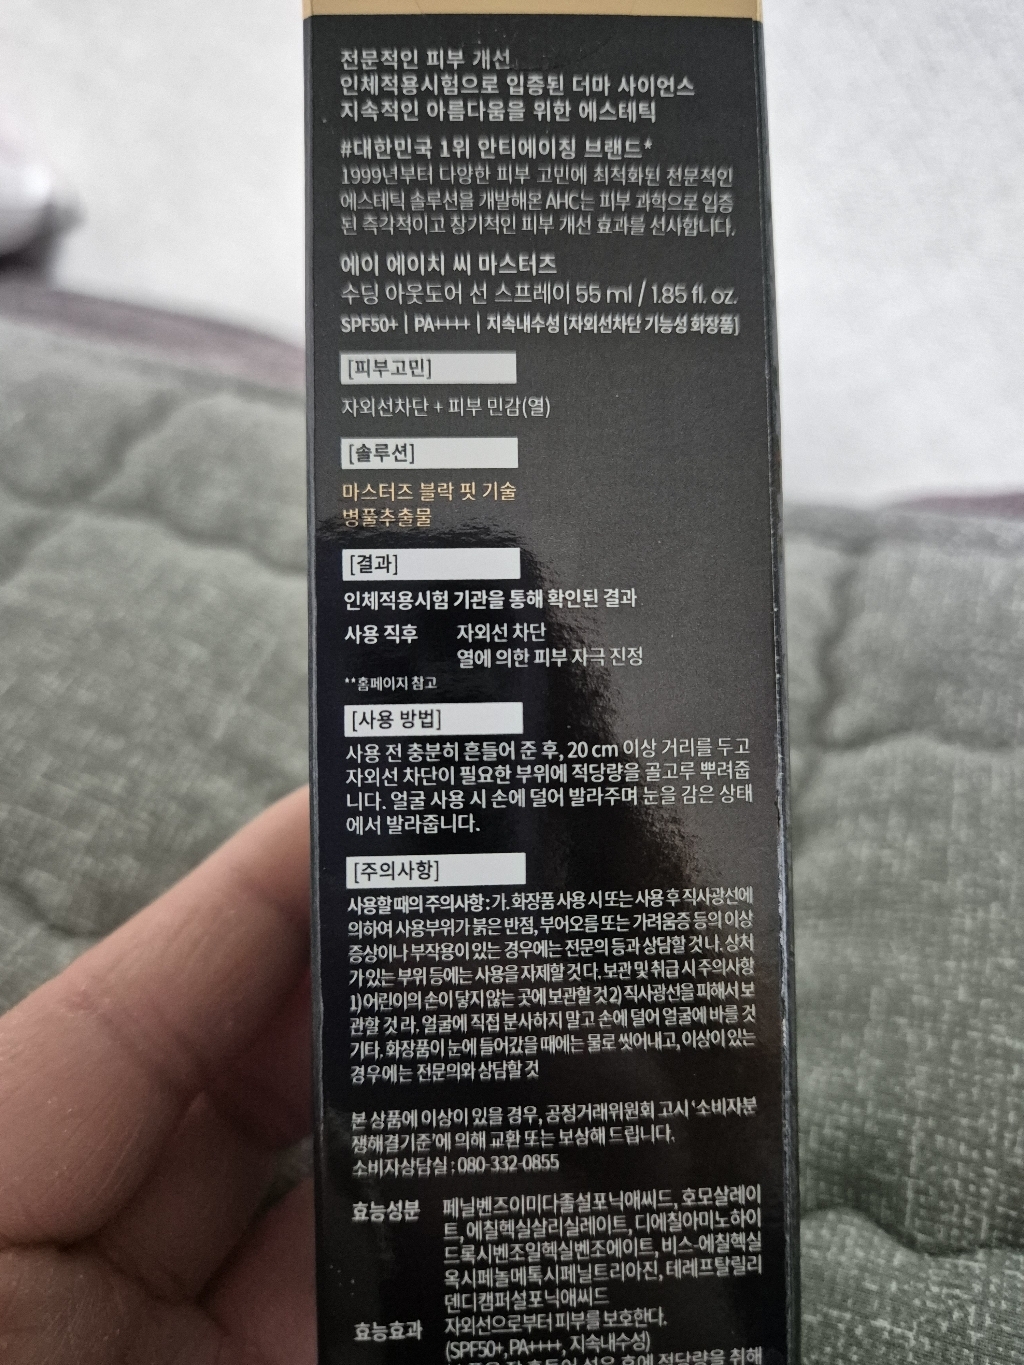 전문적인 피부 개선
인체적용시험으로 입증된 더마 사이언스
지속적인 아름다움을 위한 에스테틱
#대한민국 1위 안티에이징 브랜드*
1999년부터 다양한 피부 고민에 최적화된 전문적인
에스테틱 솔루션을 개발해온 AHC는 피부 과학으로 입증
된 즉각적이고 장기적인 피부 개선 효과를 선사합니다.
에이 에이치 씨 마스터즈
수딩 아웃도어 선 스프레이 55 ml / 1.85 fl. oz.
SPF50+ | PA++++ | 지속내수성 [자외선차단 기능성 화장품]
[피부고민]
자외선차단 + 피부 민감(열)
[솔루션]
마스터즈 블락 핏 기술
병풀추출물
[결과]
인체적용시험 기관을 통해 확인된 결과
사용 직후 자외선 차단
열에 의한 피부 자극 진정
**홈페이지 참고
[사용 방법]
사용 전 충분히 흔들어 준 후, 20 cm 이상 거리를 두고
자외선 차단이 필요한 부위에 적당량을 골고루 뿌려줍
니다. 얼굴 사용 시 손에 덜어 발라주며 눈을 감은 상태
에서 발라줍니다.
[주의사항]
사용할 때의 주의사항 : 가. 화장품 사용 시 또는 사용 후 직사광선에
의하여 사용부위가 붉은 반점, 부어오름 또는 가려움증 등의 이상
증상이나 부작용이 있는 경우에는 전문의 등과 상담할 것 나. 상처
가 있는 부위 등에는 사용을 자제할 것 다. 보관 및 취급 시 주의사항
1) 어린이의 손이 닿지 않는 곳에 보관할 것 2) 직사광선을 피해서 보
관할 것 라. 얼굴에 직접 분사하지 말고 손에 덜어 얼굴에 바를 것
기타. 화장품이 눈에 들어갔을 때에는 물로 씻어내고, 이상이 있는
경우에는 전문의와 상담할 것
본 상품에 이상이 있을 경우, 공정거래위원회 고시 '소비자분
쟁해결기준'에 의해 교환 또는 보상해 드립니다.
소비자상담실 : 080-332-0855
효능성분 페닐벤즈이미다졸설포닉애씨드, 호모살레이
트, 에칠헥실살리실레이트, 디에칠아미노하이
드록시벤조일헥실벤조에이트, 비스-에칠헥실
옥시페놀메톡시페닐트리아진, 테레프탈릴리
덴디캠퍼설포닉애씨드
효능효과 자외선으로부터 피부를 보호한다.
(SPF50+, PA++++, 지속내수성)